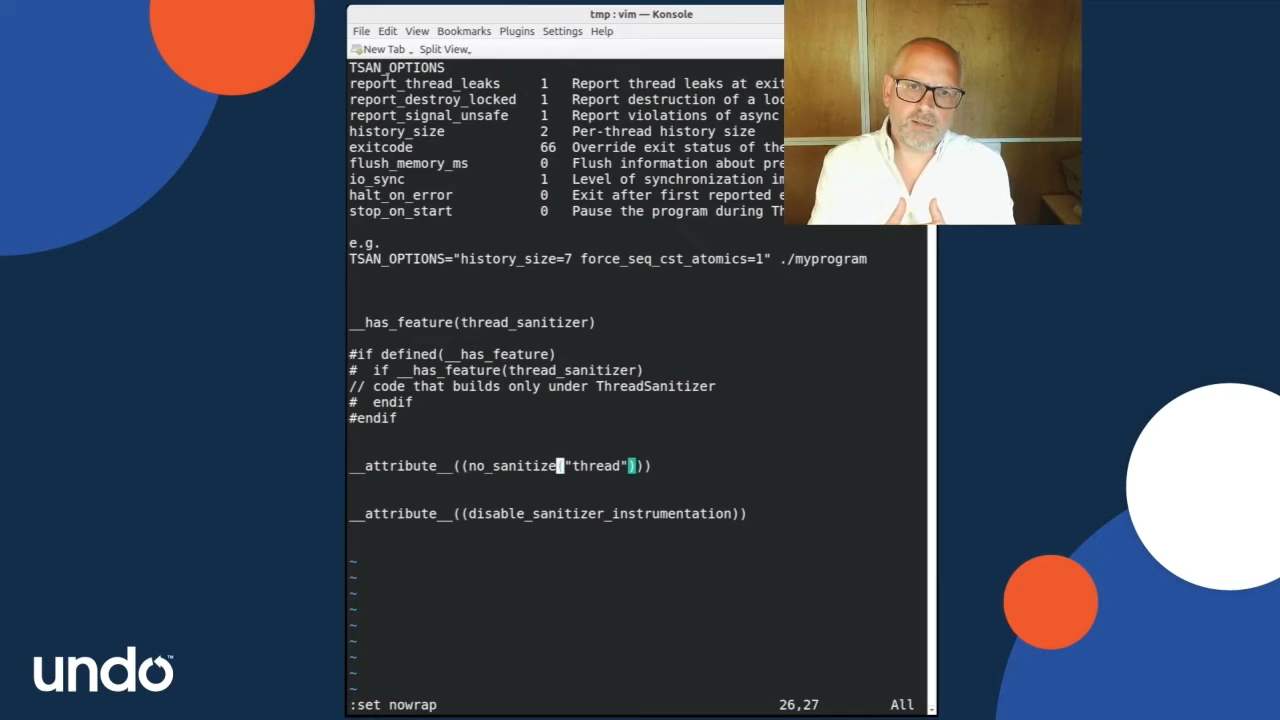 tmp : vim — Konsole
File Edit View Bookmarks Plugins Settings Help
New Tab Split View
TSAN_OPTIONS
report_thread_leaks 1 Report thread leaks at exit
report_destroy_locked 1 Report destruction of a loc
report_signal_unsafe 1 Report violations of async
history_size 2 Per-thread history size
exitcode 66 Override exit status of the
flush_memory_ms 0 Flush information about pre
io_sync 1 Level of synchronization im
halt_on_error 0 Exit after first reported e
stop_on_start 0 Pause the program during Th
e.g.
TSAN_OPTIONS="history_size=7 force_seq_cst_atomics=1" ./myprogram
__has_feature(thread_sanitizer)
#if defined(__has_feature)
#  if __has_feature(thread_sanitizer)
// code that builds only under ThreadSanitizer
#  endif
#endif
__attribute__((no_sanitize("thread")))
__attribute__((disable_sanitizer_instrumentation))
~
~
~
~
~
~
~
~
~
:set nowrap 26,27 All
undo™